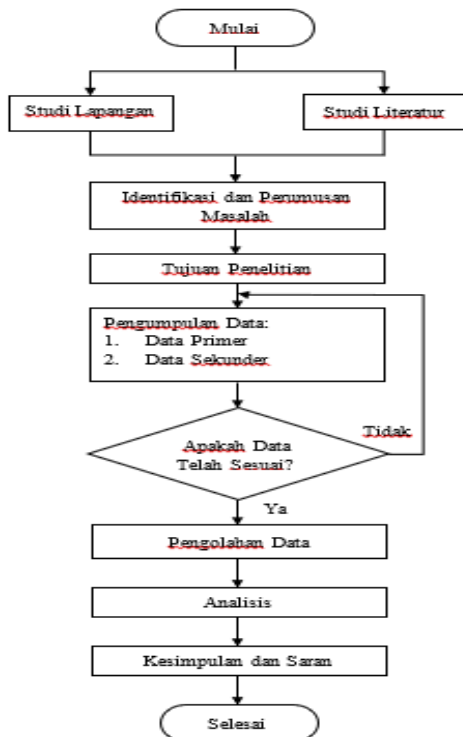 Mulai
Studi Lapangan
Studi Literatur
Identifikasi dan Perumusan
Masalah
Tujuan Penelitian
Pengumpulan Data:
1. Data Primer
2. Data Sekunder
Tidak
Apakah Data
Telah Sesuai?
Ya
Pengolahan Data
Analisis
Kesimpulan dan Saran
Selesai